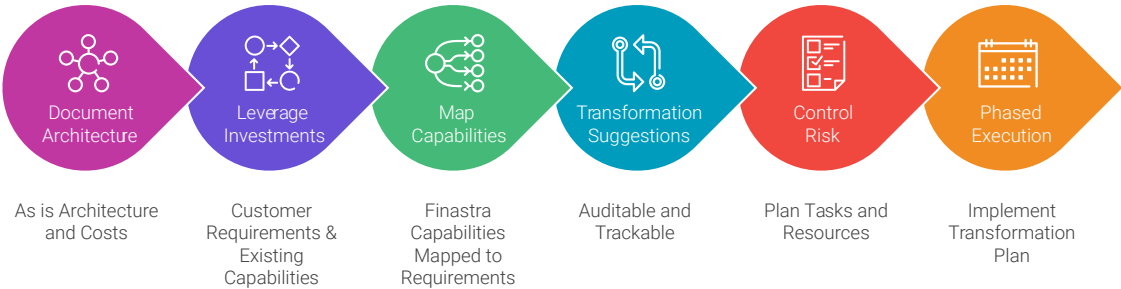 Document
Architecture
Leverage
Investments
Map
Capabilities
Transformation
Suggestions
Control
Risk
Phased
Execution
As is Architecture
and Costs
Customer
Requirements &
Existing
Capabilities
Finastra
Capabilities
Mapped to
Requirements
Auditable and
Trackable
Plan Tasks and
Resources
Implement
Transformation
Plan